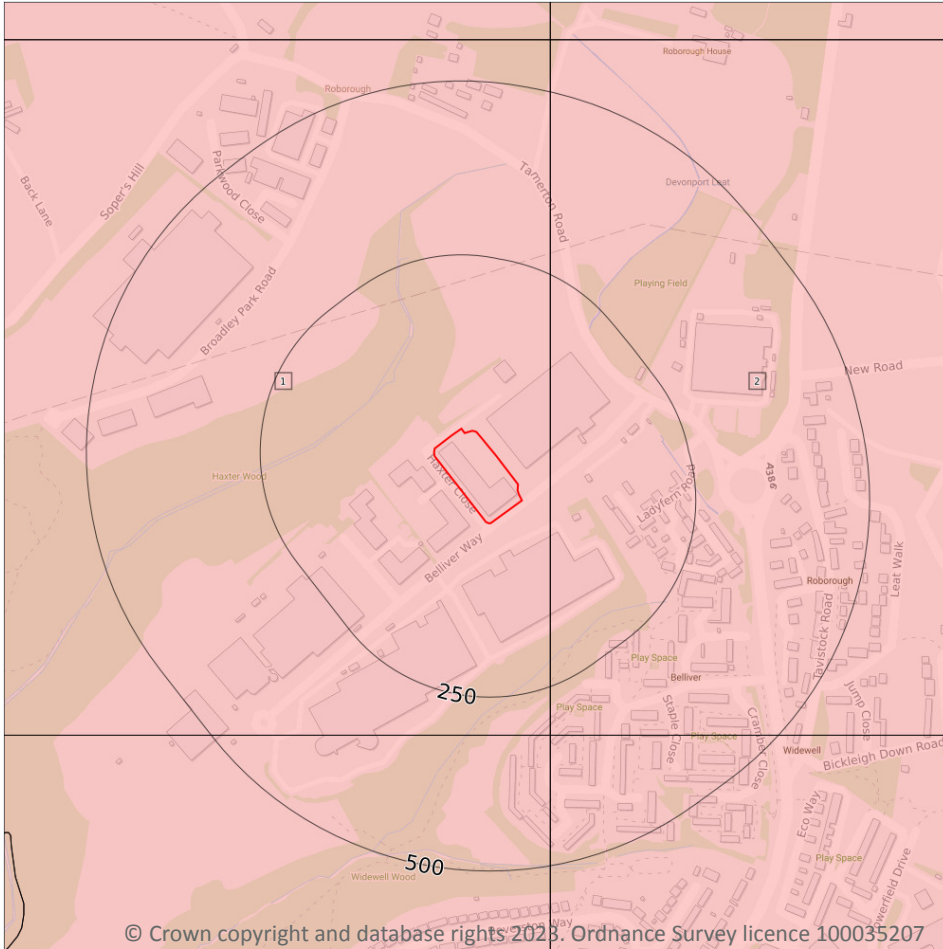 Roborough House
Roborough
Back Lane
Soper's Hill
Parkwood Close
Tamerton Road
Devonport Leat
Playing Field
Broadley Park Road
New Road
1
2
Haxter Wood
Haxter Close
Ladyfern Road
A386
Belliver Way
Leat Walk
Roborough
Tavistock Road
Play Space
Belliver
250
Play Space
Staple Close
Play Space
Cramber Close
Jump Close
Widewell
Bickleigh Down Road
Eco Way
Play Space
500
Widewell Wood
© Crown copyright and database rights 2023. Ordnance Survey licence 100035207